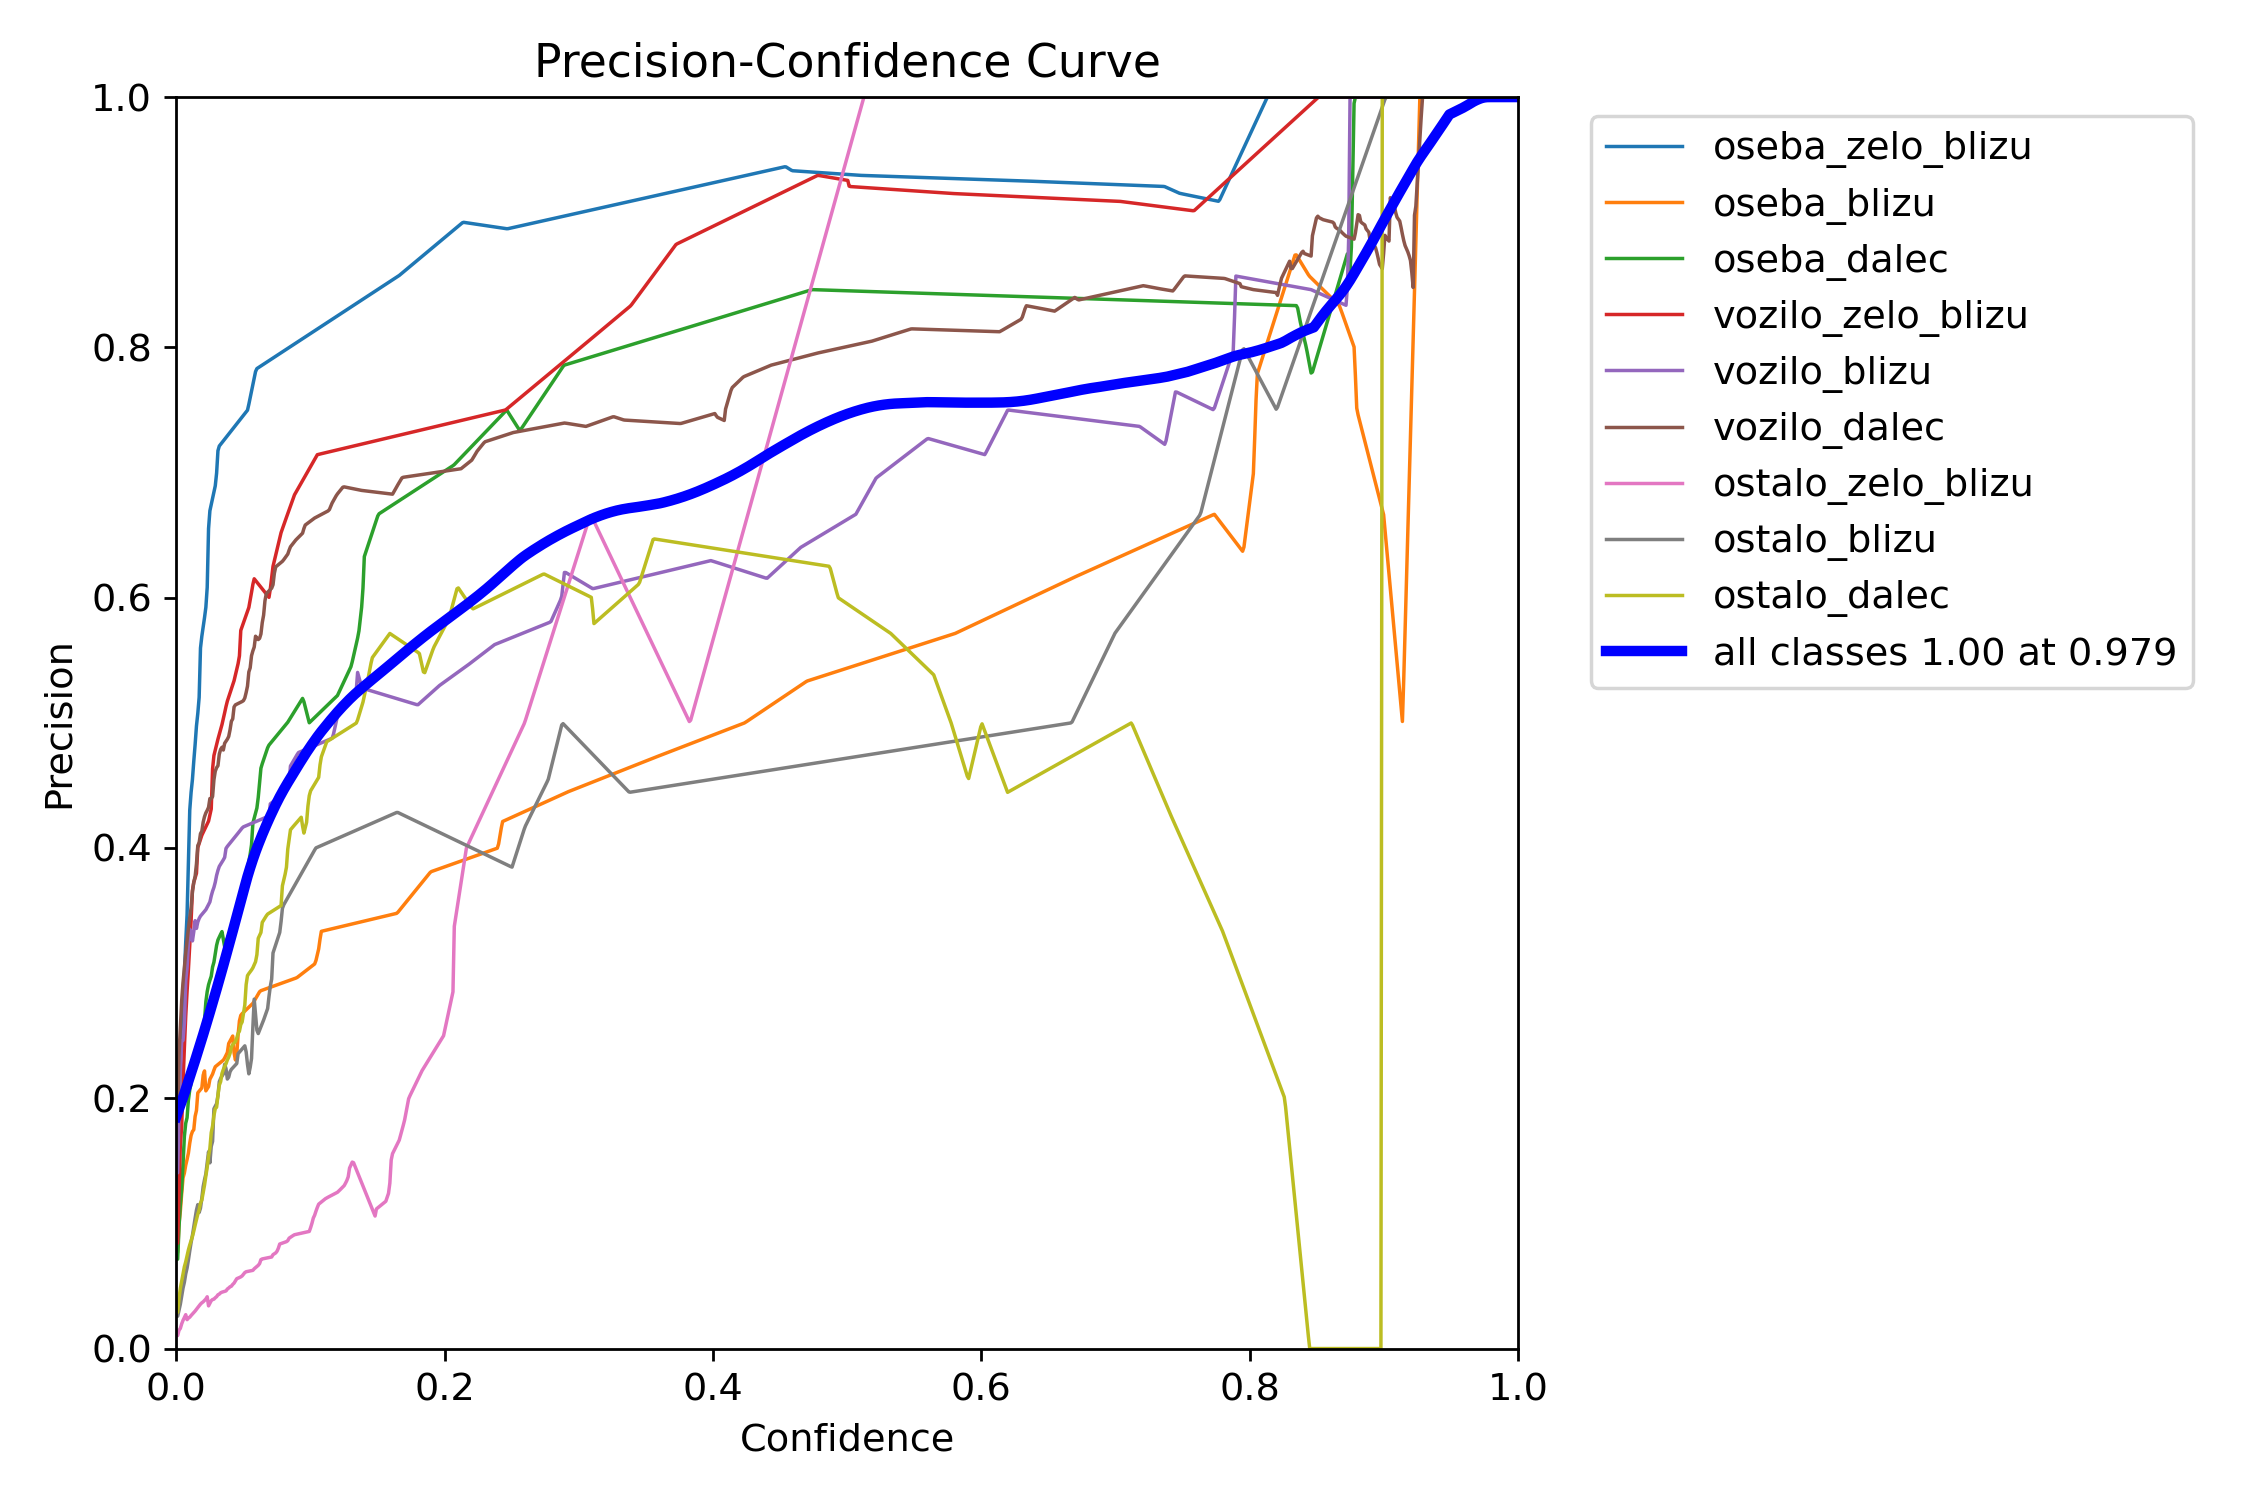 Precision-Confidence Curve
1.0
0.8
0.6
0.4
0.2
0.0
Precision
0.0 0.2 0.4 0.6 0.8 1.0
Confidence
oseba_zelo_blizu
oseba_blizu
oseba_dalec
vozilo_zelo_blizu
vozilo_blizu
vozilo_dalec
ostalo_zelo_blizu
ostalo_blizu
ostalo_dalec
all classes 1.00 at 0.979